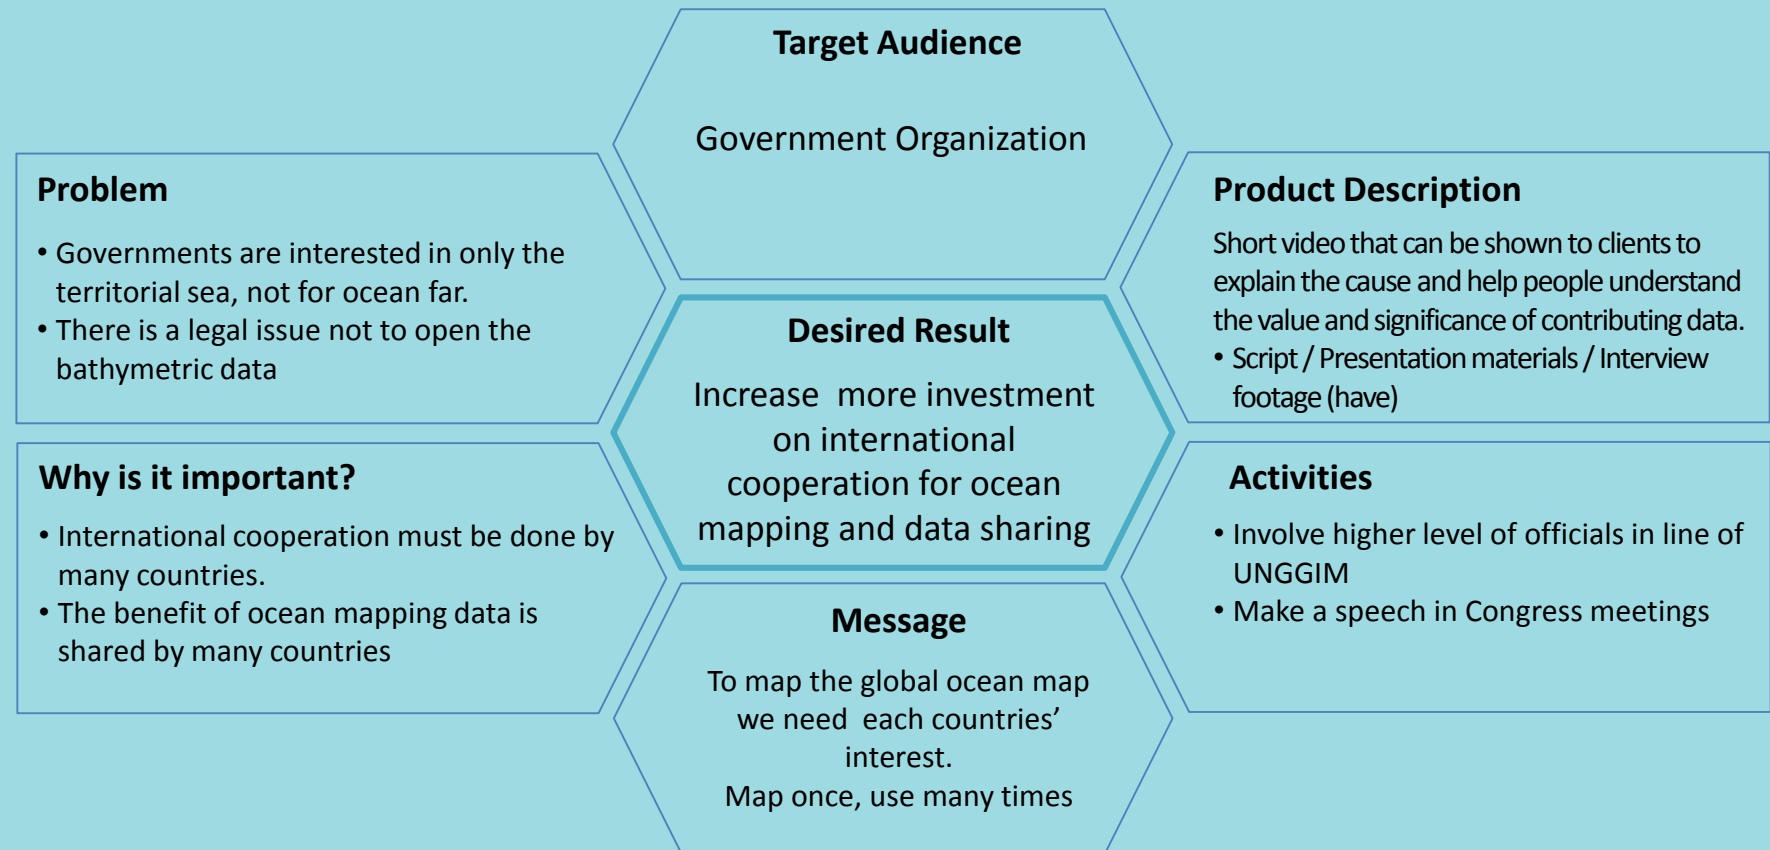 Target Audience
Government Organization
Problem
• Governments are interested in only the
territorial sea, not for ocean far.
• There is a legal issue not to open the
bathymetric data
Product Description
Short video that can be shown to clients to
explain the cause and help people understand
the value and significance of contributing data.
• Script / Presentation materials / Interview
footage (have)
Desired Result
Increase  more investment
on international
cooperation for ocean
mapping and data sharing
Why is it important?
• International cooperation must be done by
many countries.
• The benefit of ocean mapping data is
shared by many countries
Activities
• Involve higher level of officials in line of
UNGGIM
• Make a speech in Congress meetings
Message
To map the global ocean map
we need  each countries’
interest.
Map once, use many times